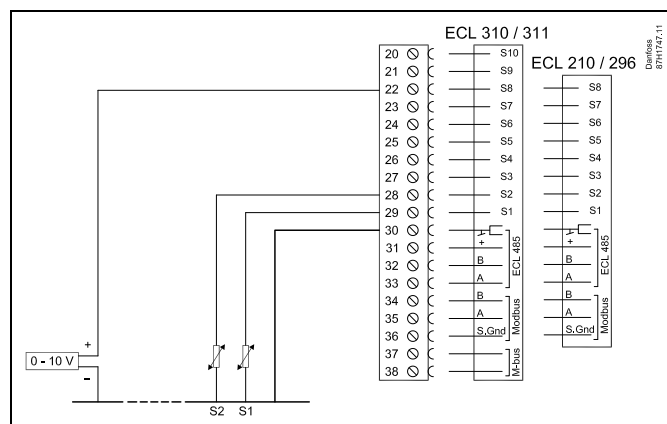 ECL 310 / 311
ECL 210 / 296
Danfoss
87H1747.11
20 S10
21 S9
22 S8 S8
23 S7 S7
24 S6 S6
25 S5 S5
26 S4 S4
27 S3 S3
28 S2 S2
29 S1 S1
30
31 + +
32 B B
33 A A
ECL 485
ECL 485
34 B B
35 A A
36 S.Gnd S.Gnd
Modbus
Modbus
37
38
M-bus
+
0 - 10 V
–
S2 S1